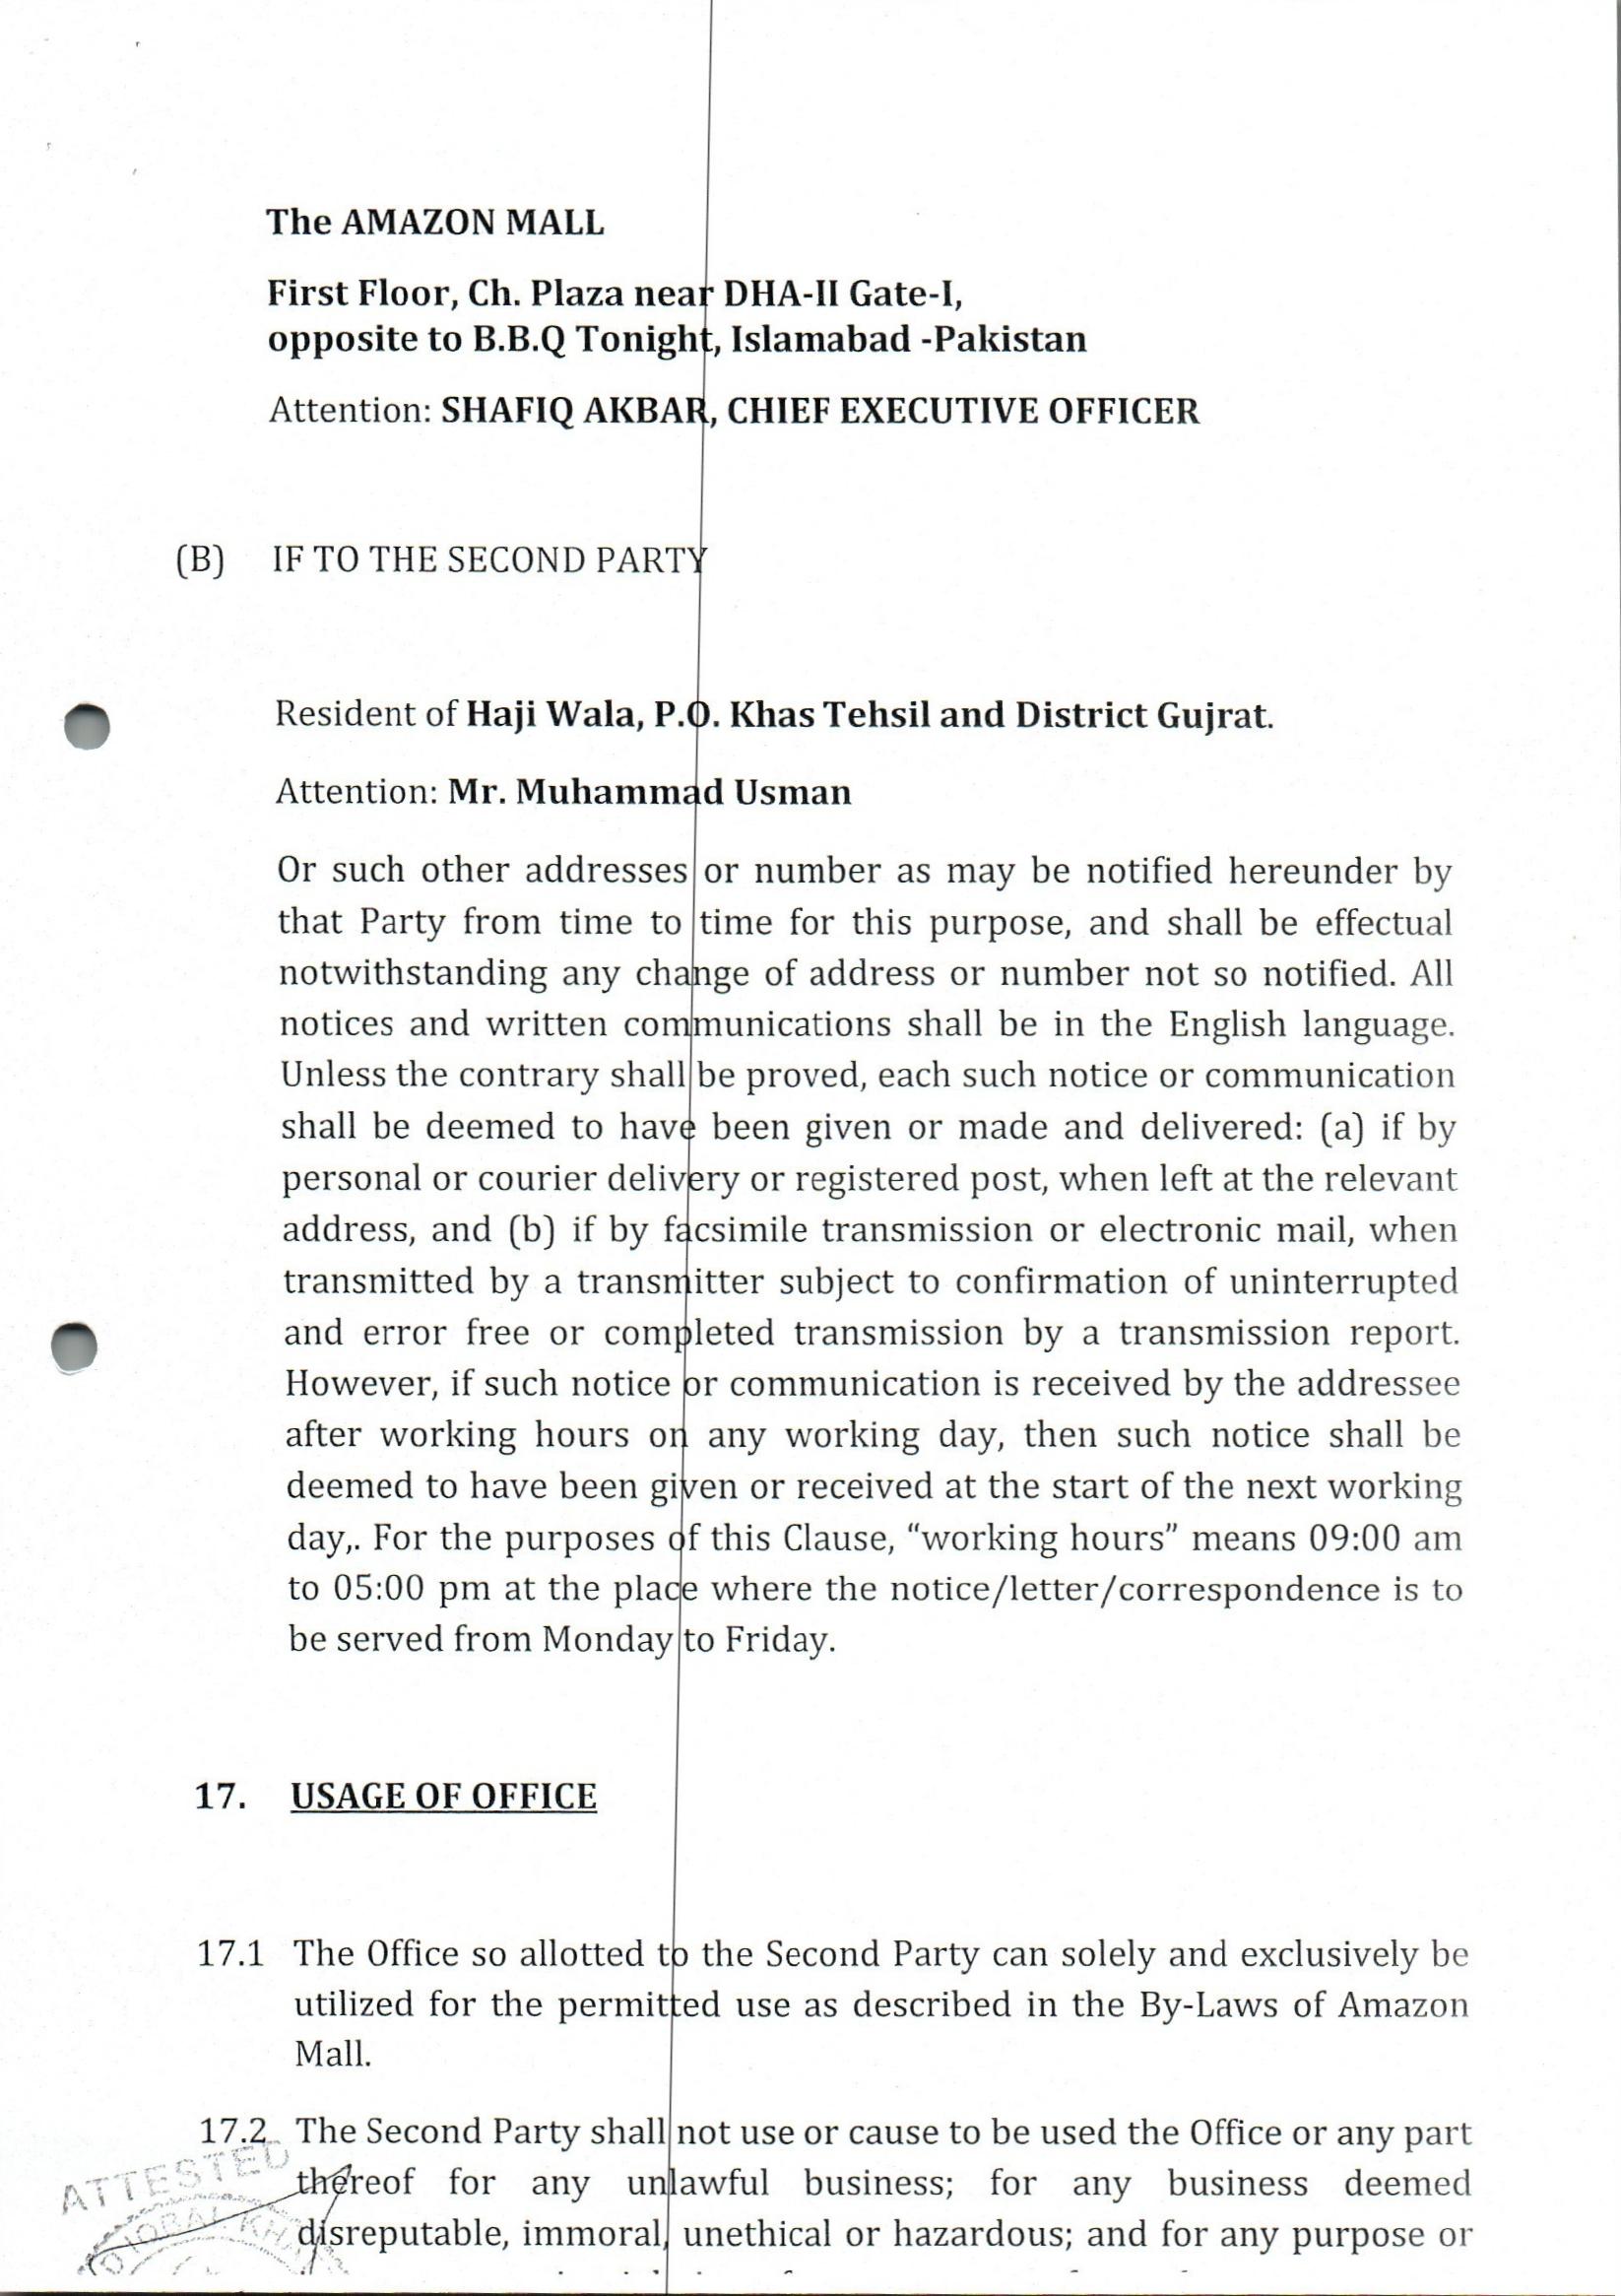 The AMAZON MALL
First Floor, Ch. Plaza near DHA-II Gate-I,
opposite to B.B.Q Tonight, Islamabad -Pakistan
Attention: SHAFIQ AKBAR, CHIEF EXECUTIVE OFFICER
(B) IF TO THE SECOND PARTY
Resident of Haji Wala, P.O. Khas Tehsil and District Gujrat.
Attention: Mr. Muhammad Usman
Or such other addresses or number as may be notified hereunder by
that Party from time to time for this purpose, and shall be effectual
notwithstanding any change of address or number not so notified. All
notices and written communications shall be in the English language.
Unless the contrary shall be proved, each such notice or communication
shall be deemed to have been given or made and delivered: (a) if by
personal or courier delivery or registered post, when left at the relevant
address, and (b) if by facsimile transmission or electronic mail, when
transmitted by a transmitter subject to confirmation of uninterrupted
and error free or completed transmission by a transmission report.
However, if such notice or communication is received by the addressee
after working hours on any working day, then such notice shall be
deemed to have been given or received at the start of the next working
day,. For the purposes of this Clause, “working hours” means 09:00 am
to 05:00 pm at the place where the notice/letter/correspondence is to
be served from Monday to Friday.
17. USAGE OF OFFICE
17.1 The Office so allotted to the Second Party can solely and exclusively be
utilized for the permitted use as described in the By-Laws of Amazon
Mall.
17.2 The Second Party shall not use or cause to be used the Office or any part
thereof for any unlawful business; for any business deemed
disreputable, immoral, unethical or hazardous; and for any purpose or
ATTESTED